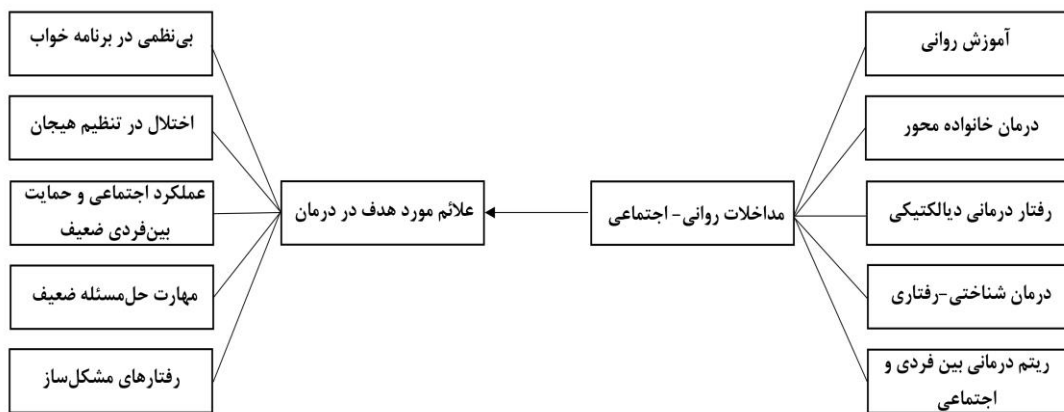 آموزش روانی
درمان خانواده محور
رفتار درمانی دیالکتیکی
درمان شناختی-رفتاری
ریتم درمانی بین فردی و
اجتماعی
مداخلات روانی- اجتماعی
علائم مورد هدف در درمان
بی‌نظمی در برنامه خواب
اختلال در تنظیم هیجان
عملکرد اجتماعی و حمایت
بین‌فردی ضعیف
مهارت حل‌مسئله ضعیف
رفتارهای مشکل‌ساز